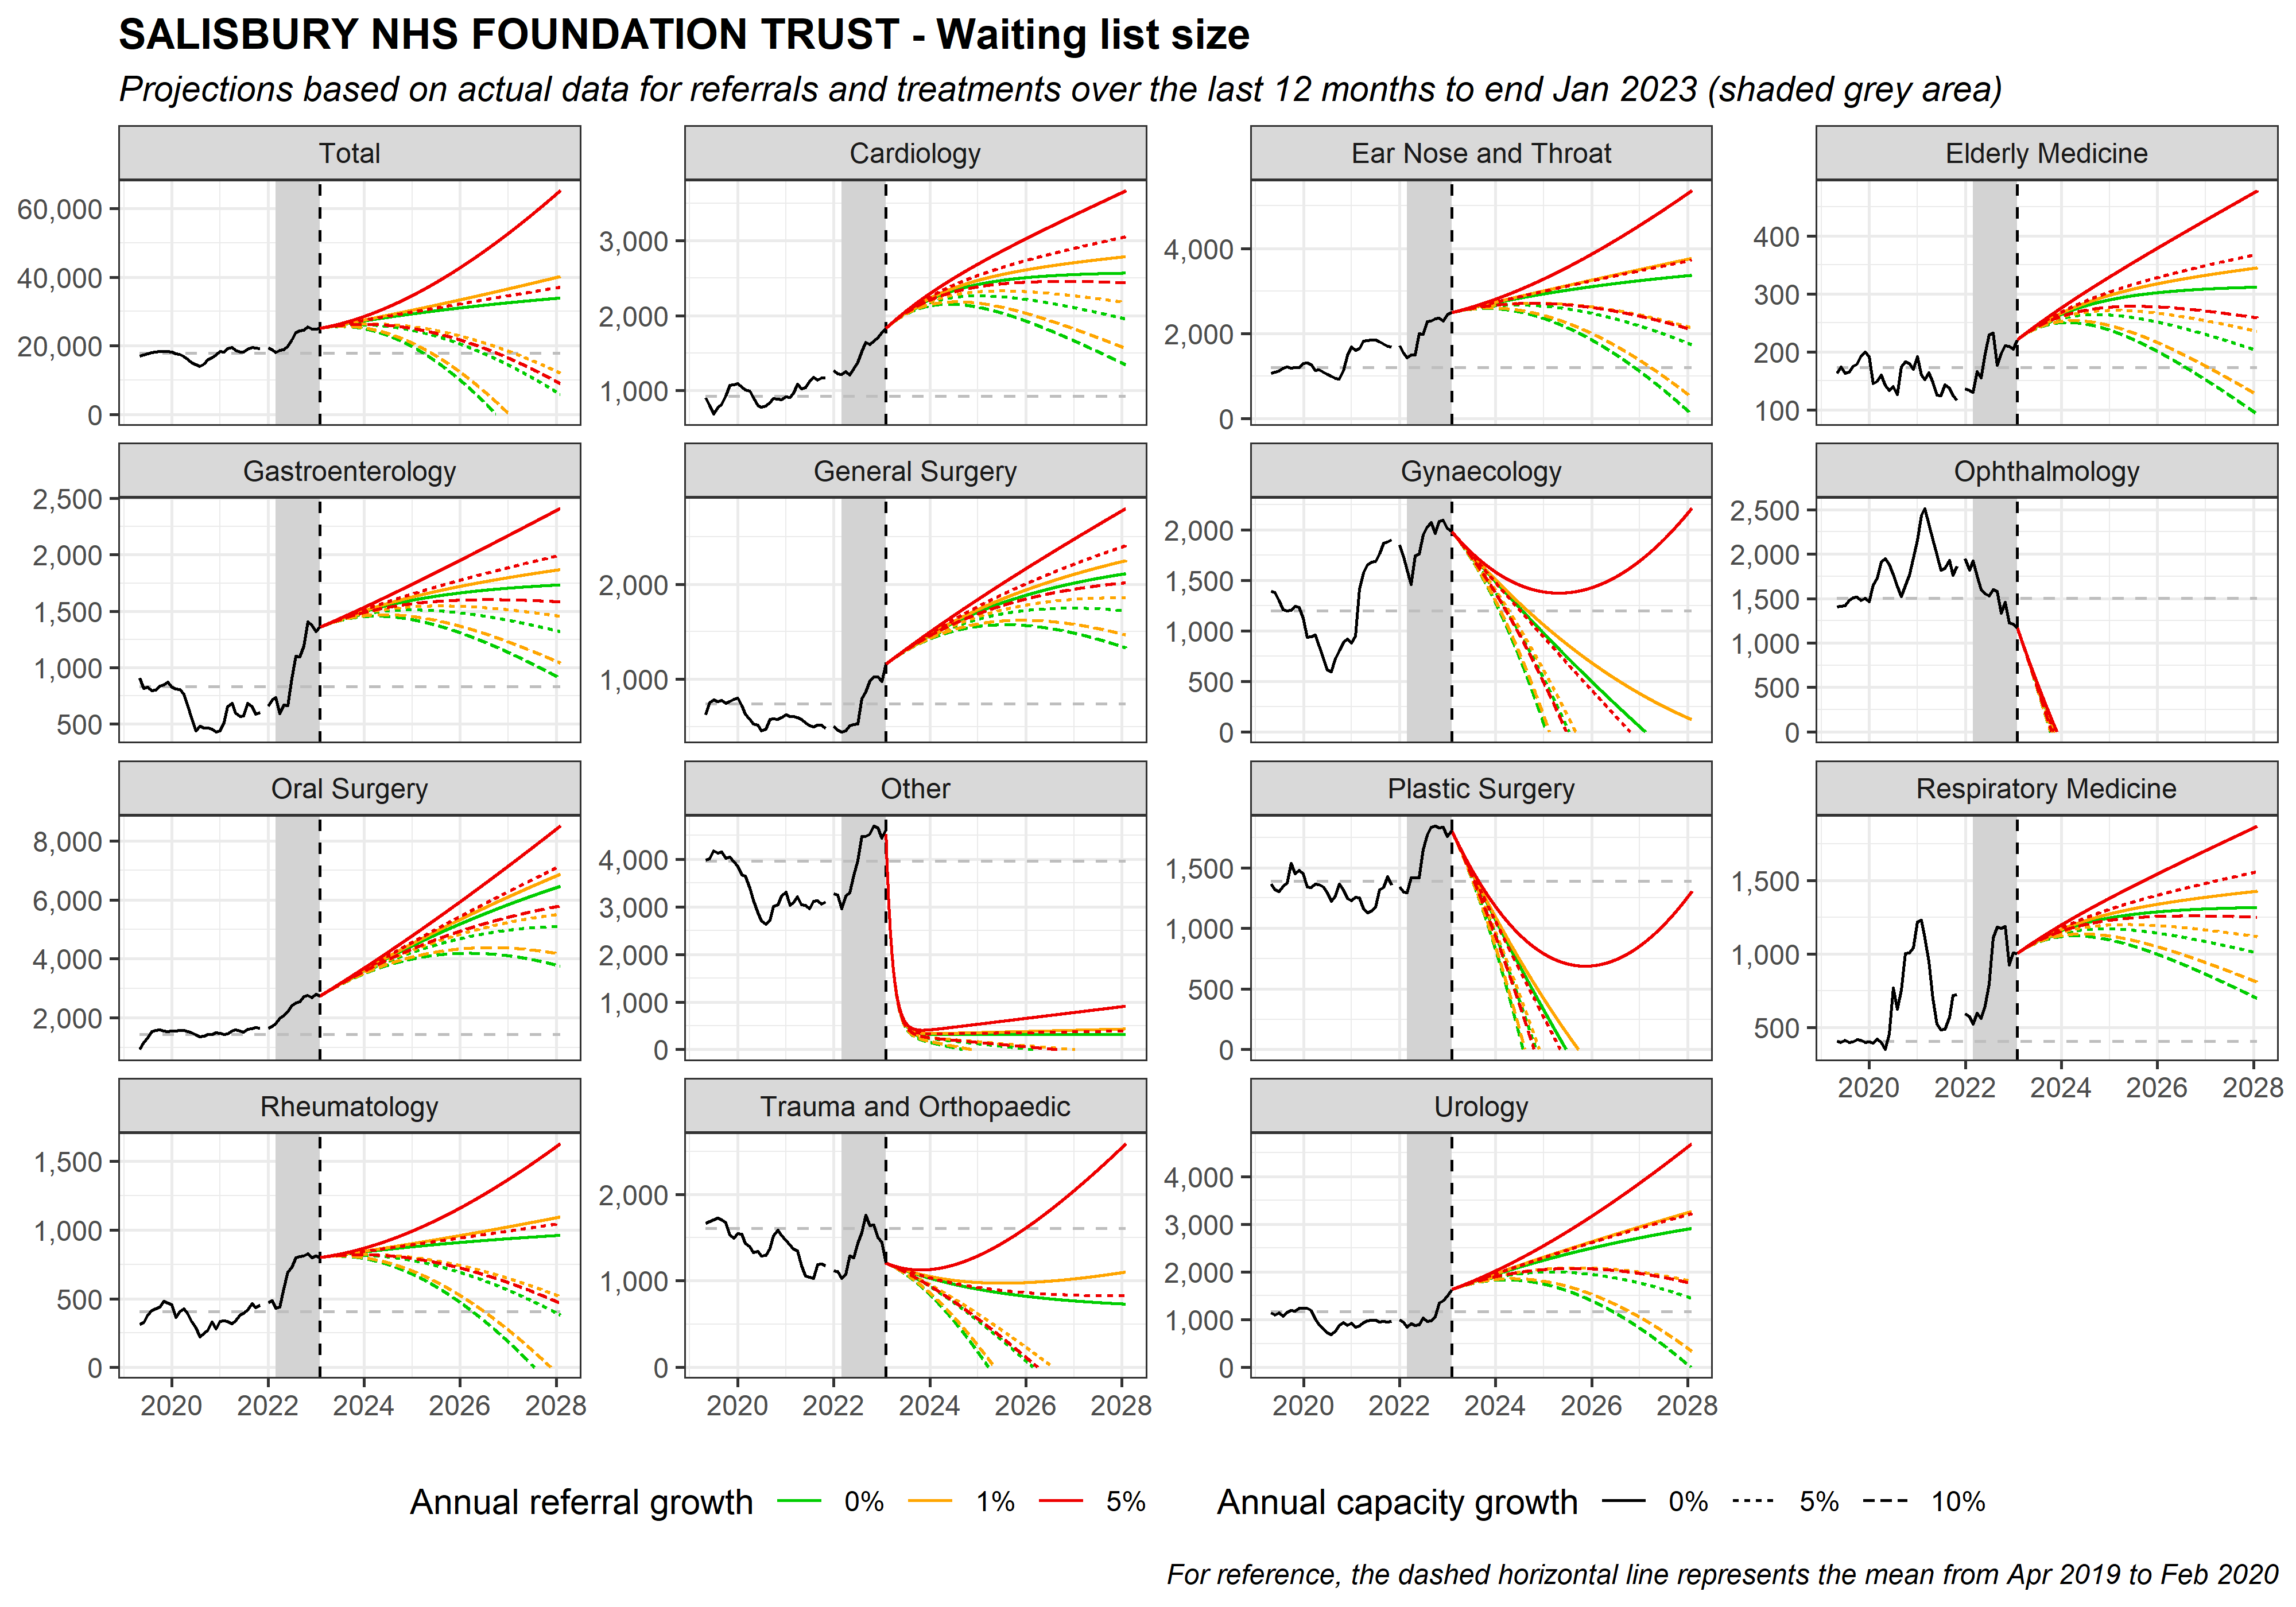 SALISBURY NHS FOUNDATION TRUST - Waiting list size
Projections based on actual data for referrals and treatments over the last 12 months to end Jan 2023 (shaded grey area)
Total
60,000
40,000
20,000
0
Cardiology
3,000
2,000
1,000
Ear Nose and Throat
4,000
2,000
0
Elderly Medicine
400
300
200
100
Gastroenterology
2,500
2,000
1,500
1,000
500
General Surgery
2,000
1,000
Gynaecology
2,000
1,500
1,000
500
0
Ophthalmology
2,500
2,000
1,500
1,000
500
0
Oral Surgery
8,000
6,000
4,000
2,000
Other
4,000
3,000
2,000
1,000
0
Plastic Surgery
1,500
1,000
500
0
Respiratory Medicine
1,500
1,000
500
2020 2022 2024 2026 2028
Rheumatology
1,500
1,000
500
0
2020 2022 2024 2026 2028
Trauma and Orthopaedic
2,000
1,000
0
2020 2022 2024 2026 2028
Urology
4,000
3,000
2,000
1,000
0
2020 2022 2024 2026 2028
Annual referral growth 0% 1% 5%
Annual capacity growth 0% 5% 10%
For reference, the dashed horizontal line represents the mean from Apr 2019 to Feb 2020